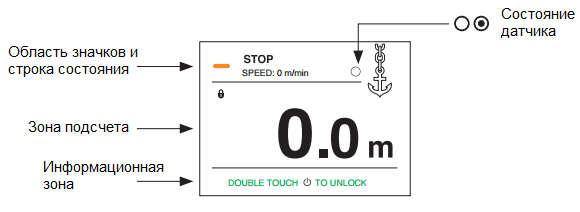 Состояние
датчика
Область значков и
строка состояния
STOP
SPEED: 0 m/min
Зона подсчета
0.0 m
Информационная
зона
DOUBLE TOUCH ⏻ TO UNLOCK